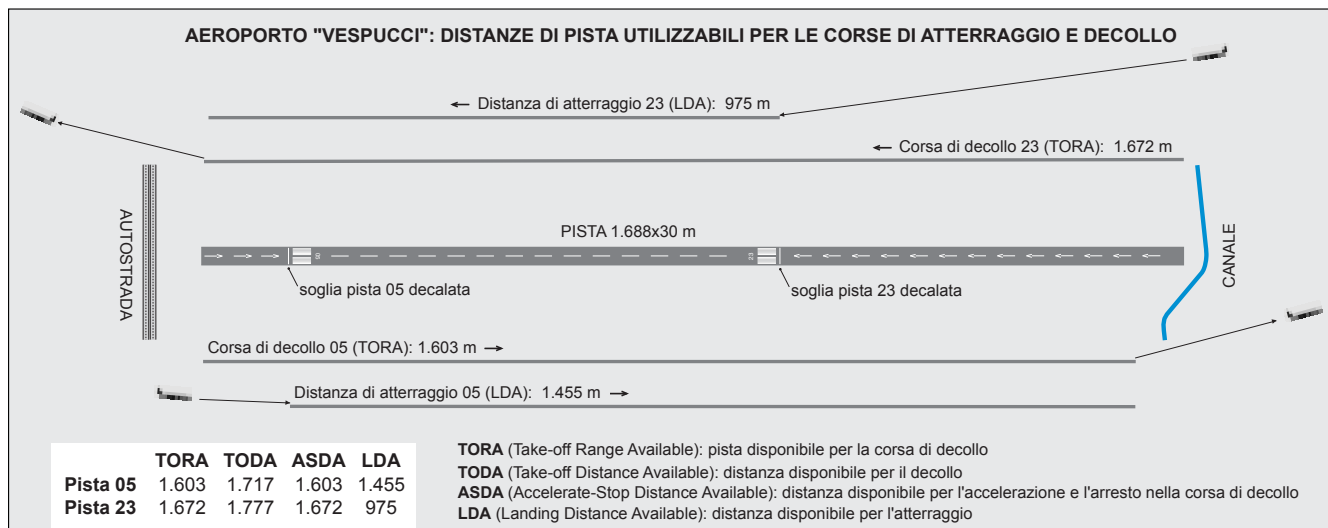 AEROPORTO "VESPUCCI": DISTANZE DI PISTA UTILIZZABILI PER LE CORSE DI ATTERRAGGIO E DECOLLO
← Distanza di atterraggio 23 (LDA): 975 m
← Corsa di decollo 23 (TORA): 1.672 m
AUTOSTRADA
PISTA 1.688x30 m
CANALE
05
23
soglia pista 05 decalata
soglia pista 23 decalata
Corsa di decollo 05 (TORA): 1.603 m →
Distanza di atterraggio 05 (LDA): 1.455 m →
TORA TODA ASDA LDA
Pista 05 1.603 1.717 1.603 1.455
Pista 23 1.672 1.777 1.672 975
TORA (Take-off Range Available): pista disponibile per la corsa di decollo
TODA (Take-off Distance Available): distanza disponibile per il decollo
ASDA (Accelerate-Stop Distance Available): distanza disponibile per l'accelerazione e l'arresto nella corsa di decollo
LDA (Landing Distance Available): distanza disponibile per l'atterraggio